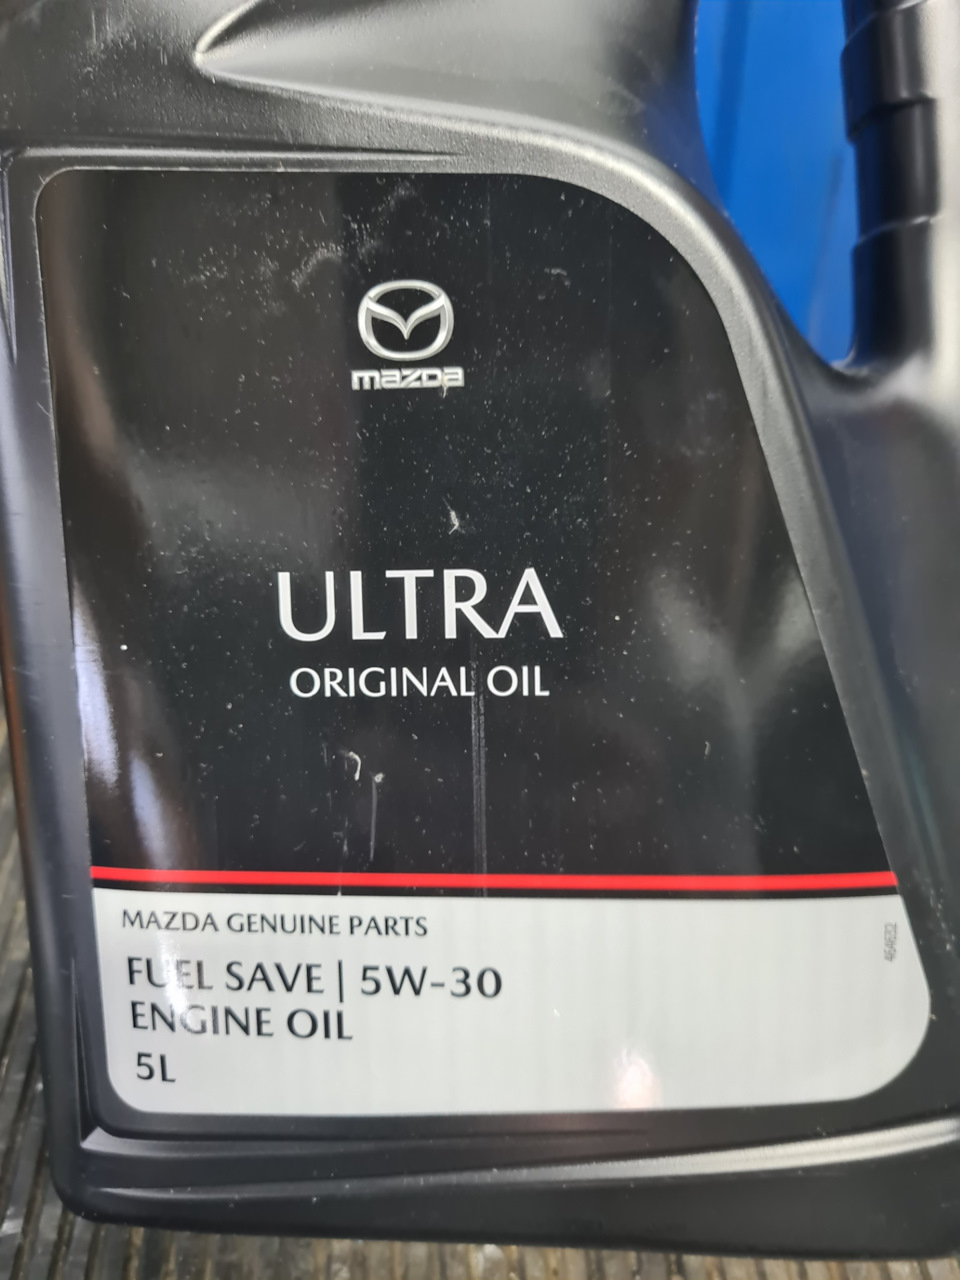 mazda
ULTRA
ORIGINAL OIL
MAZDA GENUINE PARTS
FUEL SAVE | 5W-30
ENGINE OIL
5L